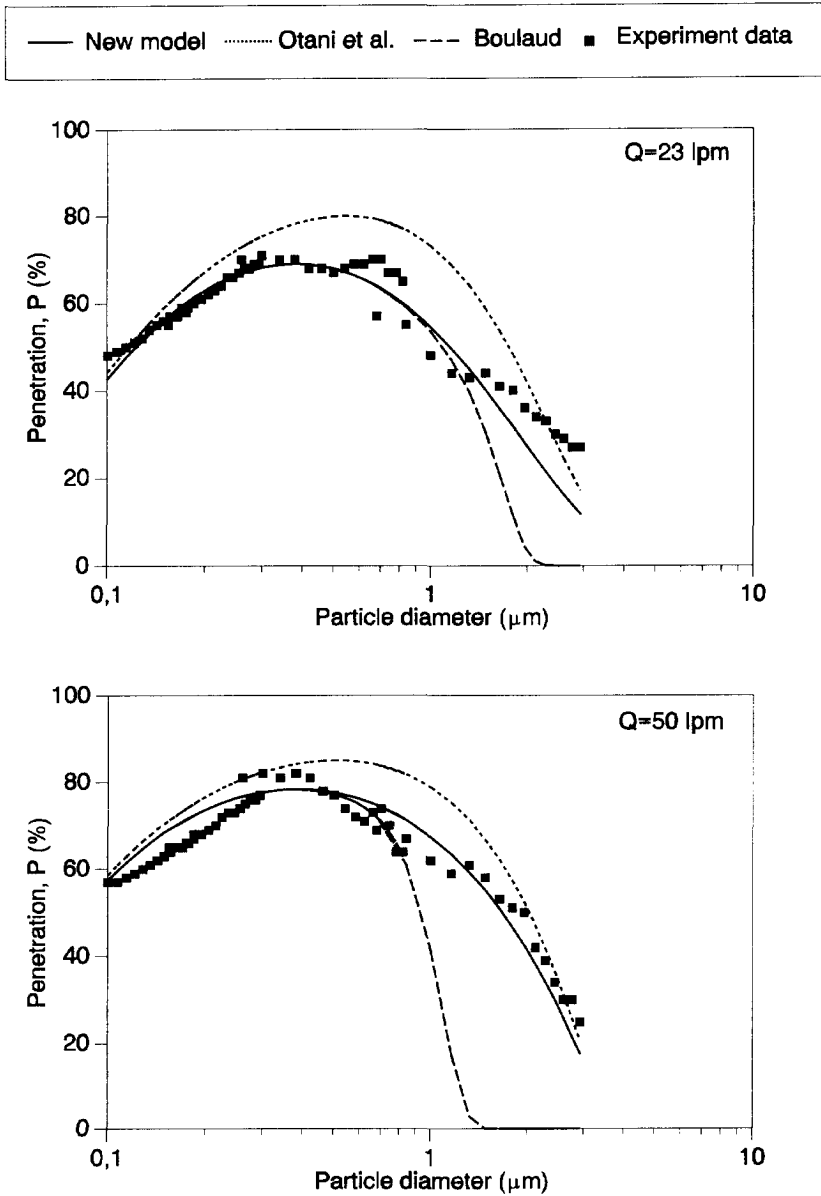 New model Otani et al. Boulaud Experiment data
100
80
60
40
20
0
Penetration, P (%)
Q=23 lpm
0,1 1 10
Particle diameter (μm)
100
80
60
40
20
0
Penetration, P (%)
Q=50 lpm
0,1 1 10
Particle diameter (μm)